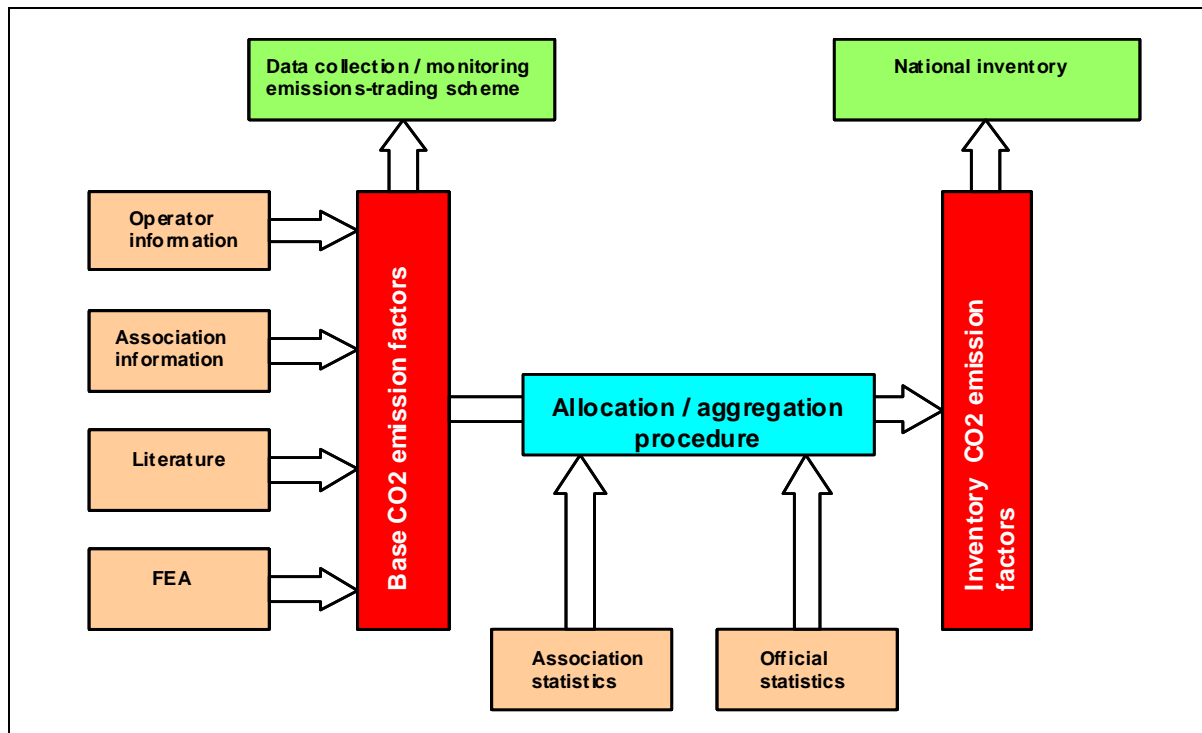 Data collection / monitoring
emissions-trading scheme
National inventory
Operator
information
Association
information
Literature
FEA
Base CO2 emission factors
Allocation / aggregation
procedure
Inventory CO2 emission
factors
Association
statistics
Official
statistics